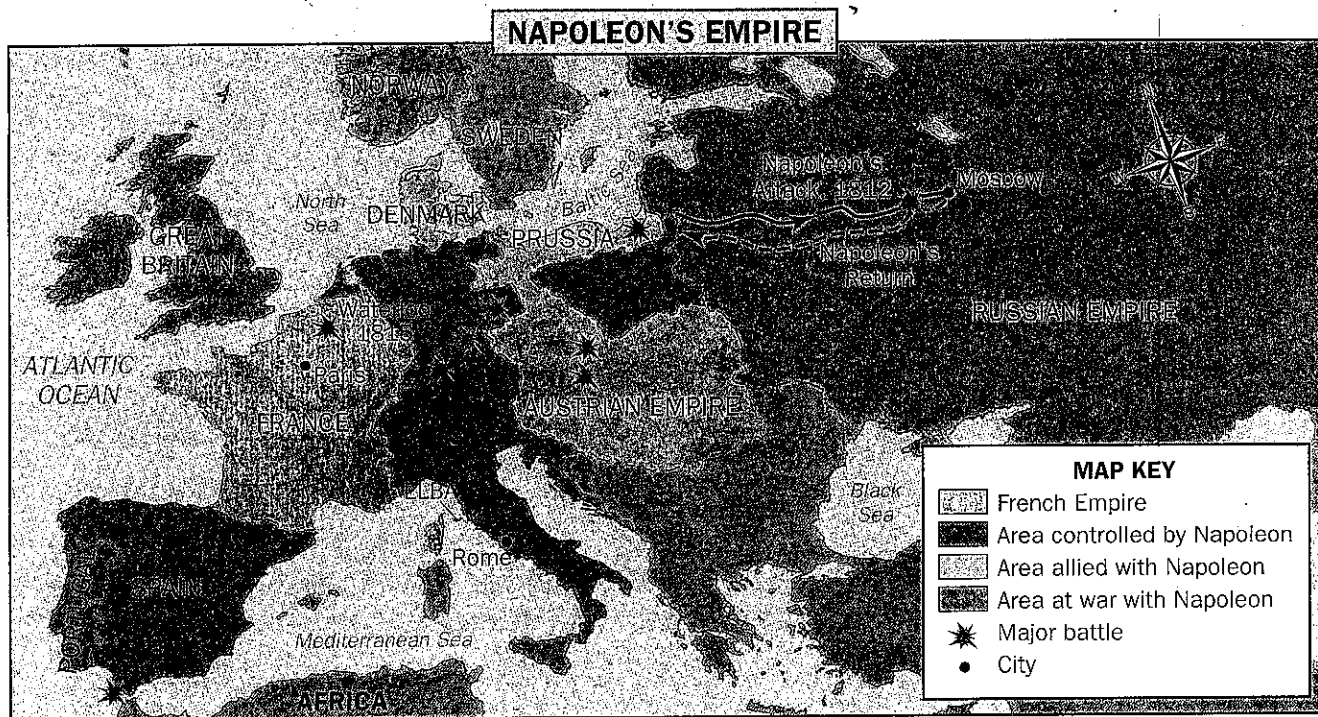 NAPOLEON'S EMPIRE
NORWAY
SWEDEN
North
Sea
DENMARK
Baltic Sea
PRUSSIA
Napoleon's
Attack, 1812
Moscow
Napoleon's
Return
GREAT
BRITAIN
RUSSIAN EMPIRE
Waterloo
1815
ATLANTIC
OCEAN
Paris
FRANCE
AUSTRIAN EMPIRE
ELBA
Black
Sea
Rome
SPAIN
PORTUGAL
Mediterranean Sea
AFRICA
MAP KEY
French Empire
Area controlled by Napoleon
Area allied with Napoleon
Area at war with Napoleon
Major battle
City